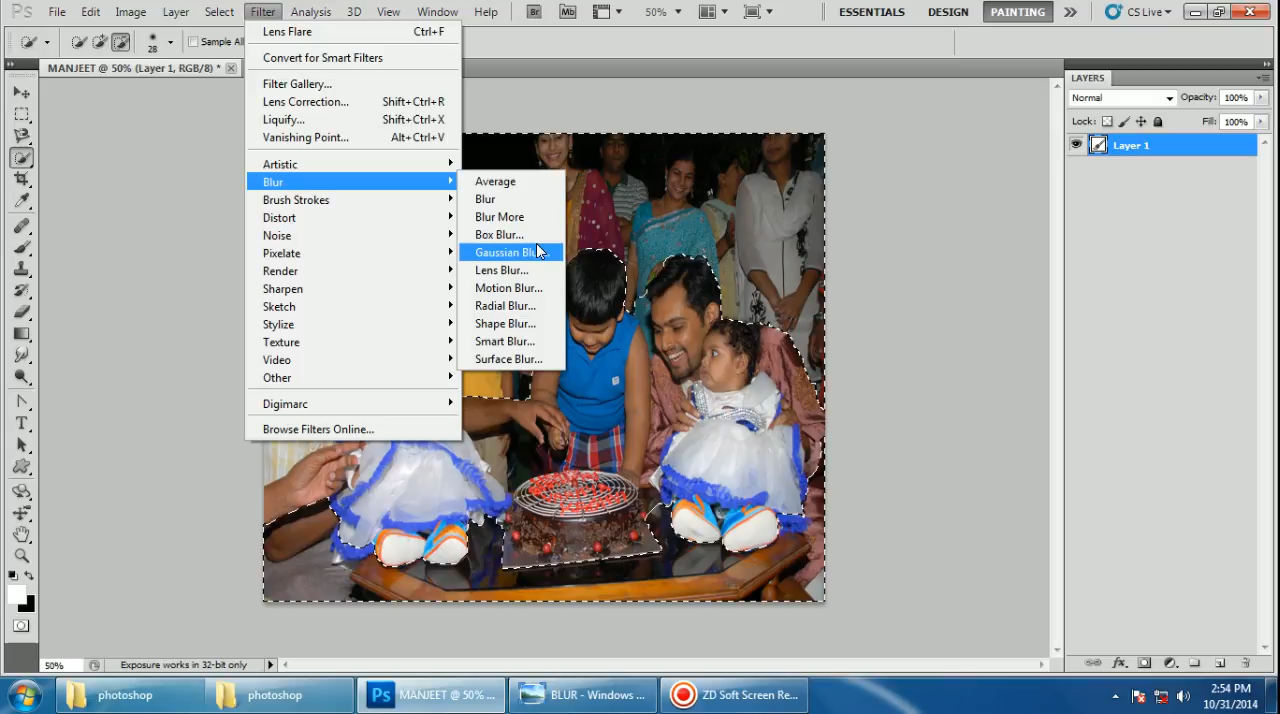 Ps File Edit Image Layer Select Filter Analysis 3D View Window Help Br Mb 50% ESSENTIALS DESIGN PAINTING CS Live
28 Sample All
MANJEET @ 50% (Layer 1, RGB/8) *
Lens Flare Ctrl+F
Convert for Smart Filters
Filter Gallery...
Lens Correction... Shift+Ctrl+R
Liquify... Shift+Ctrl+X
Vanishing Point... Alt+Ctrl+V
Artistic
Blur
Brush Strokes
Distort
Noise
Pixelate
Render
Sharpen
Sketch
Stylize
Texture
Video
Other
Digimarc
Browse Filters Online...
Average
Blur
Blur More
Box Blur...
Gaussian
Lens Blur...
Motion Blur...
Radial Blur...
Shape Blur...
Smart Blur...
Surface Blur...
LAYERS
Normal Opacity: 100%
Lock: Fill: 100%
Layer 1
50% Exposure works in 32-bit only
photoshop photoshop Ps MANJEET @ 50% ... BLUR - Windows ... ZD Soft Screen Re...
2:54 PM
10/31/2014